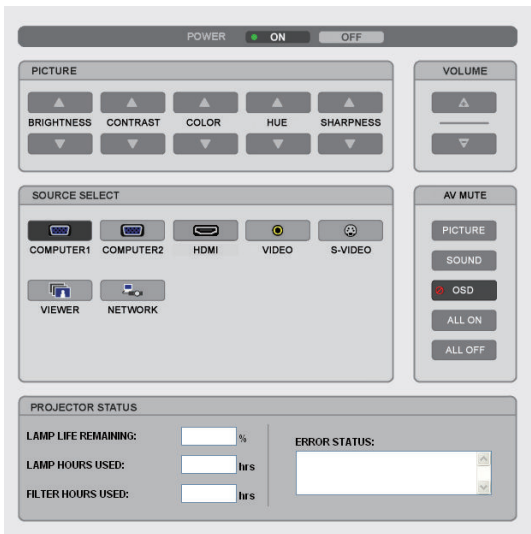 POWER ON OFF
PICTURE
BRIGHTNESS CONTRAST COLOR HUE SHARPNESS
VOLUME
SOURCE SELECT
COMPUTER1 COMPUTER2 HDMI VIDEO S-VIDEO
VIEWER NETWORK
AV MUTE
PICTURE
SOUND
OSD
ALL ON
ALL OFF
PROJECTOR STATUS
LAMP LIFE REMAINING: %
LAMP HOURS USED: hrs
FILTER HOURS USED: hrs
ERROR STATUS: